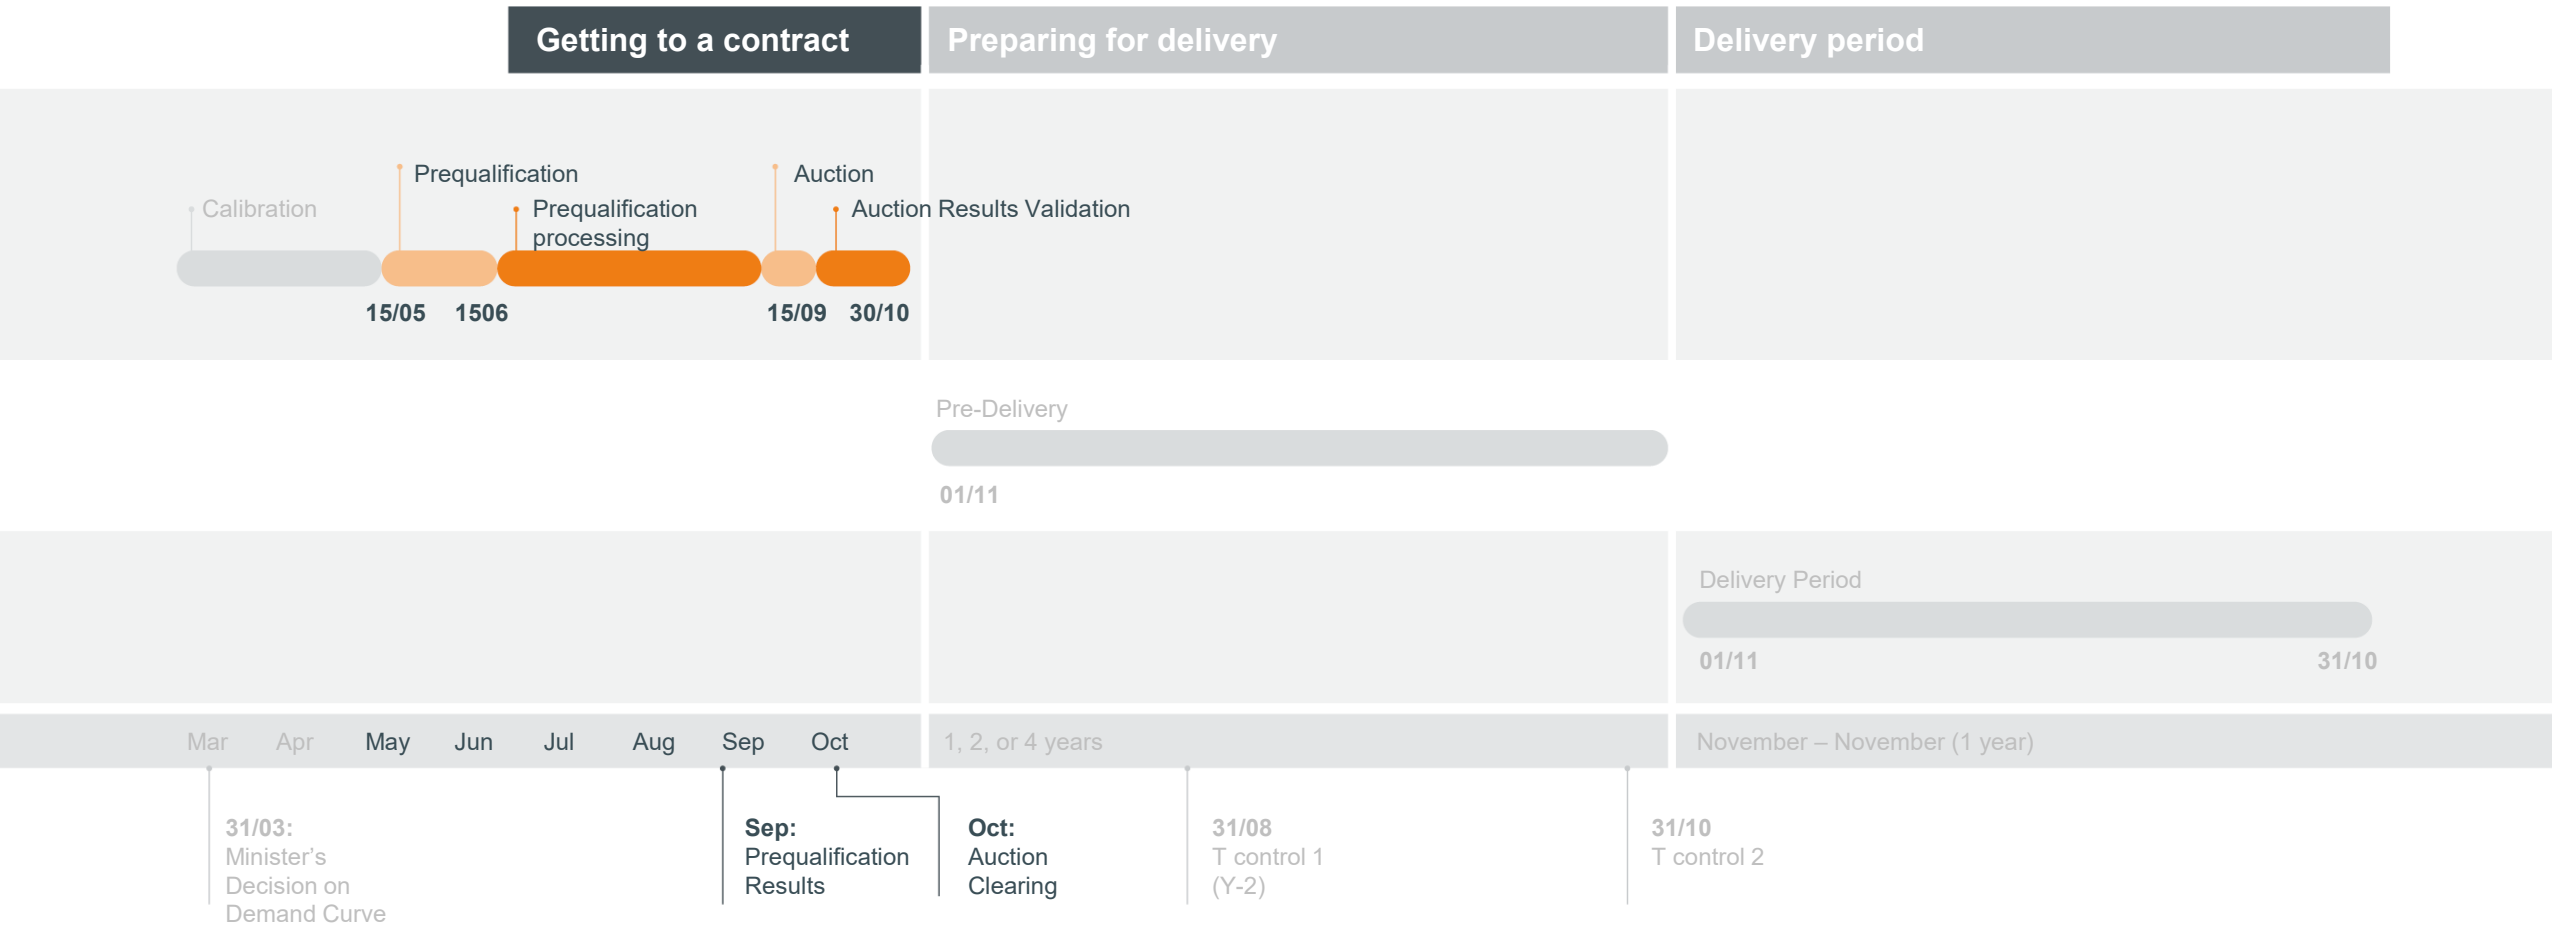 Getting to a contract
Preparing for delivery
Delivery period
Prequalification
Auction
Calibration
Prequalification
processing
Auction Results Validation
15/05
1506
15/09
30/10
Pre-Delivery
01/11
Delivery Period
01/11
31/10
Mar
Apr
May
Jun
Jul
Aug
Sep
Oct
1, 2, or 4 years
November – November (1 year)
31/03:
Minister’s
Decision on
Demand Curve
Sep:
Prequalification
Results
Oct:
Auction
Clearing
31/08
T control 1
(Y-2)
31/10
T control 2